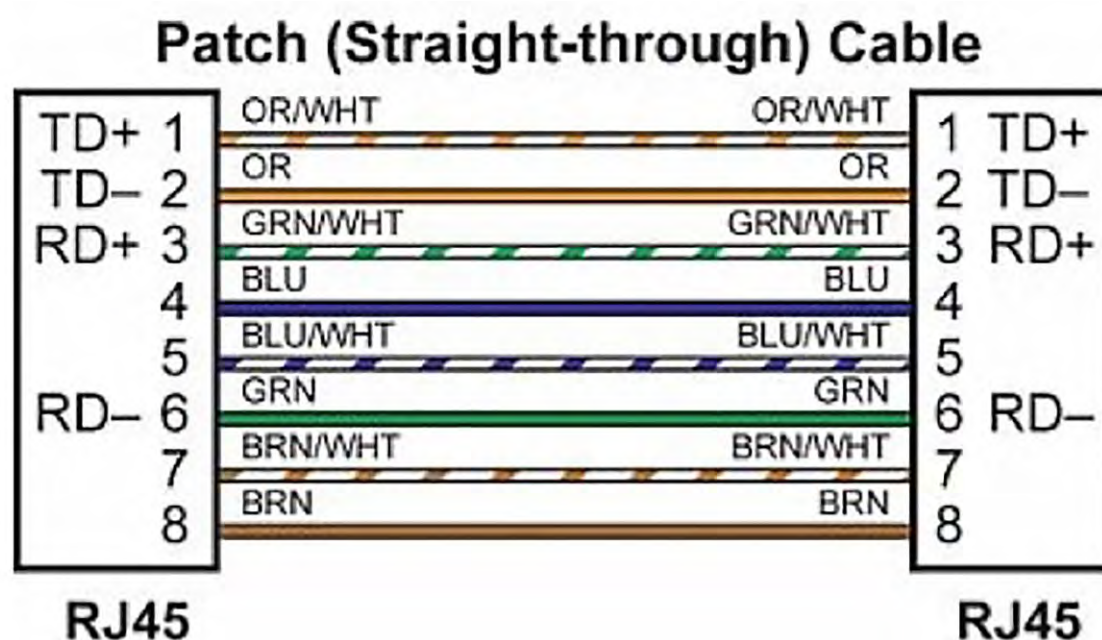 Patch (Straight-through) Cable
OR/WHT OR/WHT
TD+ 1 1 TD+
OR OR
TD– 2 2 TD–
GRN/WHT GRN/WHT
RD+ 3 3 RD+
BLU BLU
4 4
BLU/WHT BLU/WHT
5 5
GRN GRN
RD– 6 6 RD–
BRN/WHT BRN/WHT
7 7
BRN BRN
8 8
RJ45 RJ45